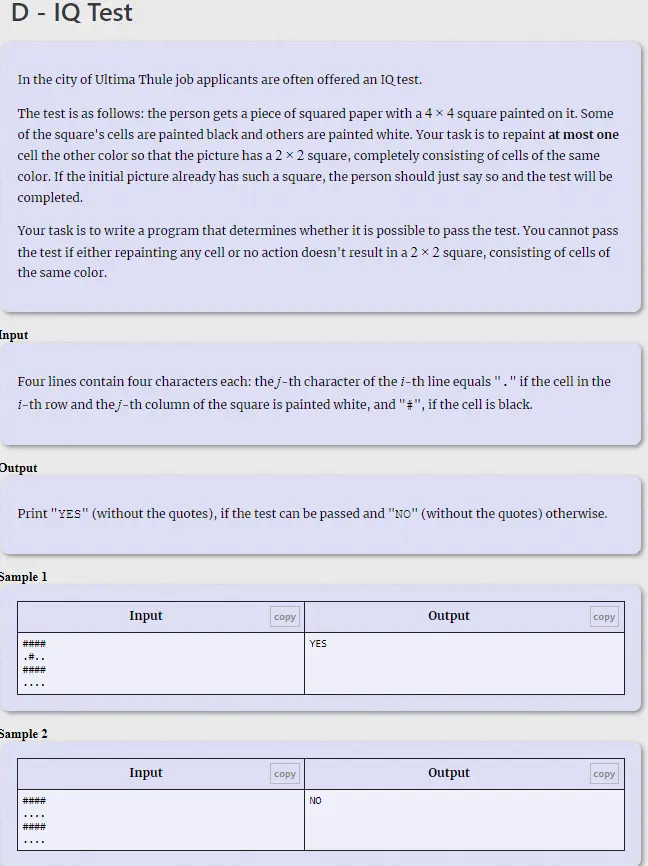 D - IQ Test
In the city of Ultima Thule job applicants are often offered an IQ test.
The test is as follows: the person gets a piece of squared paper with a 4 × 4 square painted on it. Some
of the square's cells are painted black and others are painted white. Your task is to repaint at most one
cell the other color so that the picture has a 2 × 2 square, completely consisting of cells of the same
color. If the initial picture already has such a square, the person should just say so and the test will be
completed.
Your task is to write a program that determines whether it is possible to pass the test. You cannot pass
the test if either repainting any cell or no action doesn't result in a 2 × 2 square, consisting of cells of
the same color.
Input
Four lines contain four characters each: the j-th character of the i-th line equals "." if the cell in the
i-th row and the j-th column of the square is painted white, and "#", if the cell is black.
Output
Print "YES" (without the quotes), if the test can be passed and "NO" (without the quotes) otherwise.
Sample 1
Input copy Output copy
#### YES
.#..
####
....
Sample 2
Input copy Output copy
#### NO
....
####
....